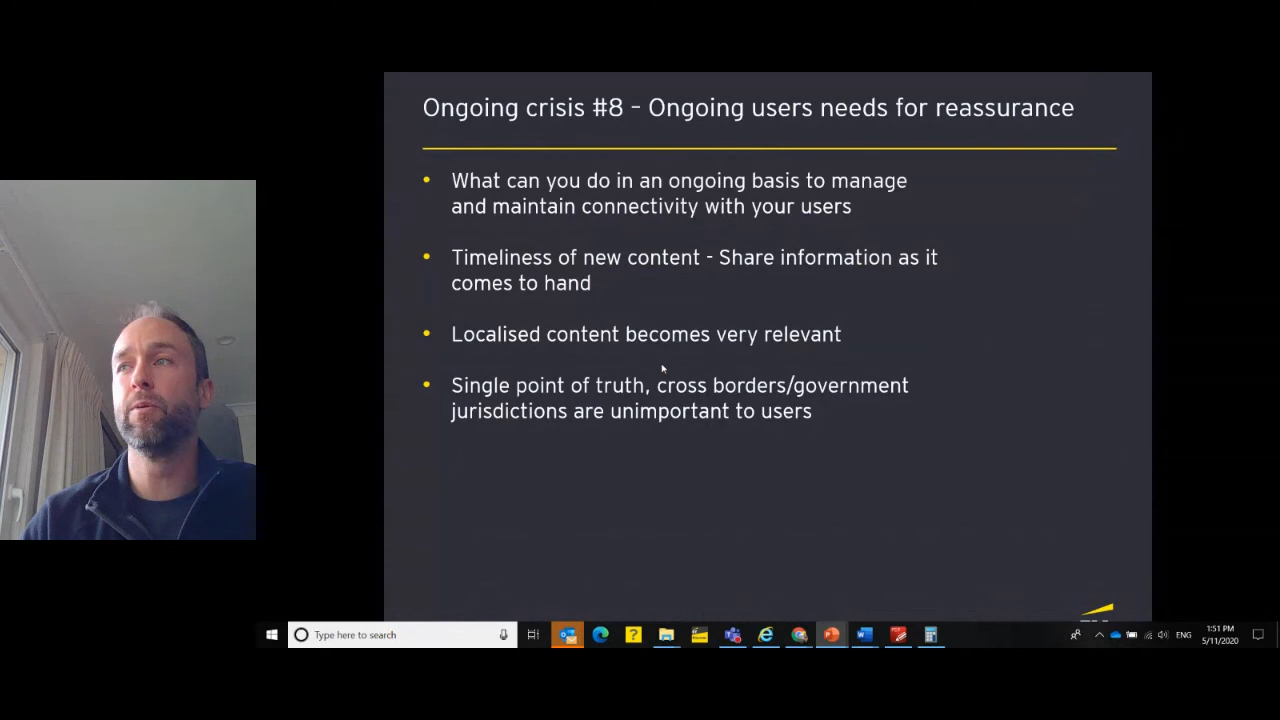 Ongoing crisis #8 – Ongoing users needs for reassurance
• What can you do in an ongoing basis to manage
and maintain connectivity with your users
• Timeliness of new content - Share information as it
comes to hand
• Localised content becomes very relevant
• Single point of truth, cross borders/government
jurisdictions are unimportant to users
Type here to search
ENG
1:51 PM
5/11/2020